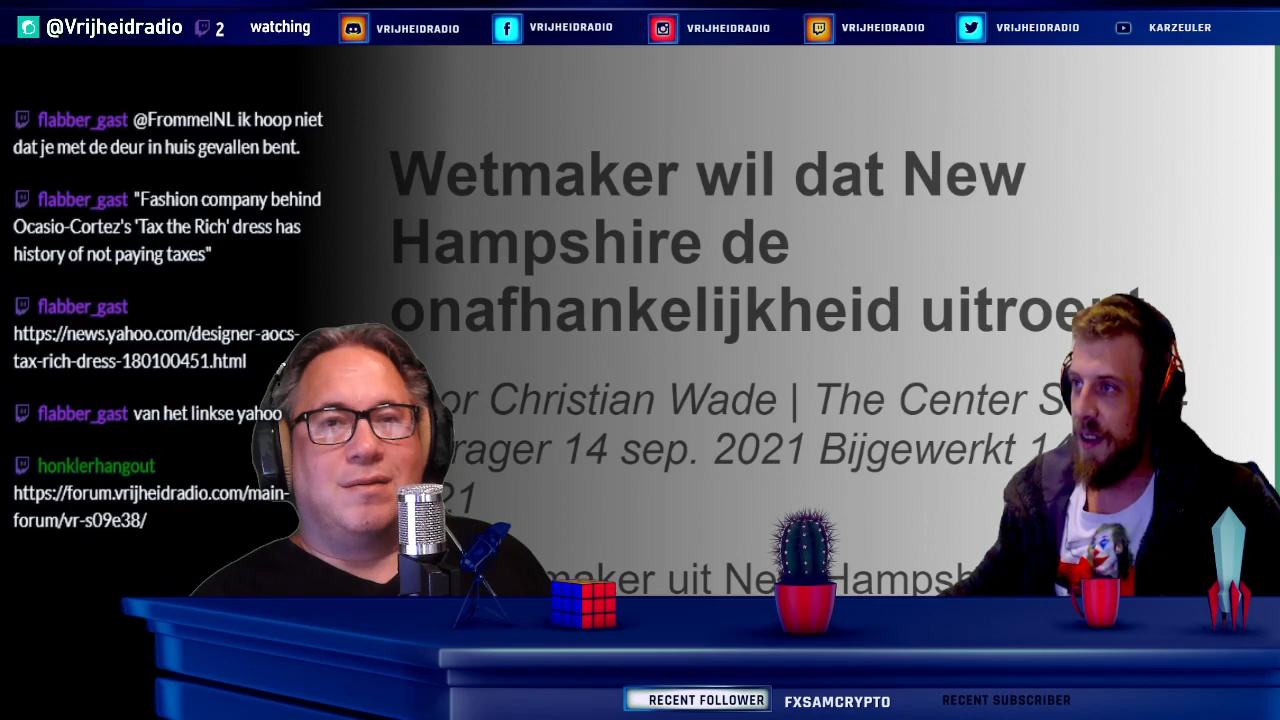 @Vrijheidradio 2 watching VRIJHEIDRADIO VRIJHEIDRADIO VRIJHEIDRADIO VRIJHEIDRADIO VRIJHEIDRADIO KARZEULER
flabber_gast @FrommelNL ik hoop niet
dat je met de deur in huis gevallen bent.
flabber_gast "Fashion company behind
Ocasio-Cortez's 'Tax the Rich' dress has
history of not paying taxes"
flabber_gast
https://news.yahoo.com/designer-aocs-
tax-rich-dress-180100451.html
flabber_gast van het linkse yahoo
honklerhangout
https://forum.vrijheidradio.com/main-
forum/vr-s09e38/
Wetmaker wil dat New
Hampshire de
onafhankelijkheid uitroept
Christian Wade | The Center
14 sep. 2021 Bijgewerkt
uit New Hampshire
RECENT FOLLOWER FXSAMCRYPTO RECENT SUBSCRIBER